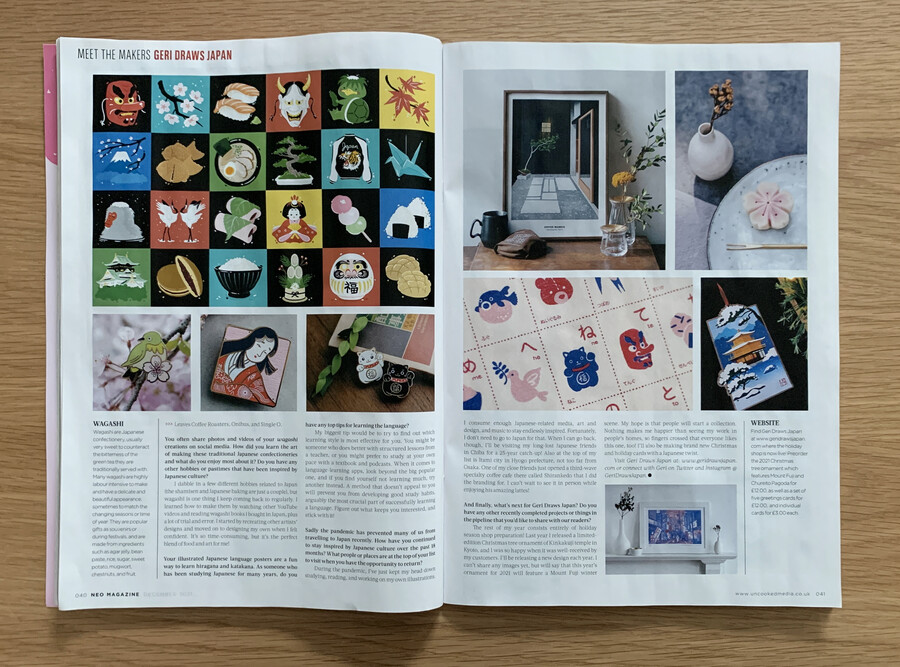 MEET THE MAKERS GERI DRAWS JAPAN
Japan
福
WAGASHI
Wagashi are Japanese
confectionery, usually
very sweet to counteract
the bitterness of the
green tea they are
traditionally served with.
Many wagashi are highly
labour intensive to make
and have a delicate and
beautiful appearance,
sometimes to match the
changing seasons or time
of year. They are popular
gifts as souvenirs or
during festivals, and are
made from ingredients
such as agar jelly, bean
paste, rice, sugar, sweet
potato, mugwort,
chestnuts, and fruit.
Leaves Coffee Roasters, Onibus, and Single O.
You often share photos and videos of your wagashi
creations on social media. How did you learn the art
of making these traditional Japanese confectioneries
and what do you enjoy most about it? Do you have any
other hobbies or pastimes that have been inspired by
Japanese culture?
I dabble in a few different hobbies related to Japan
(the shamisen and Japanese baking are just a couple), but
wagashi is one thing I keep coming back to regularly. I
learned how to make them by watching other YouTube
videos and reading wagashi books I bought in Japan, plus
a lot of trial and error. I started by recreating other artists'
designs and moved on to designing my own when I felt
confident. It's so time consuming, but it's the perfect
blend of food and art for me!
Your illustrated Japanese language posters are a fun
way to learn hiragana and katakana. As someone who
has been studying Japanese for many years, do you
have any top tips for learning the language?
My biggest tip would be to find out which
learning style is most effective for you. You might be
someone who does better with structured lessons from
a teacher, or you might prefer to study at your own
pace with a textbook and podcasts. When it comes to
language learning apps, look beyond the big popular
one, and if you find yourself not learning much, try
another instead. A method that doesn't appeal to you
will prevent you from developing good study habits,
arguably the most crucial part of successfully learning
a language. Figure out what keeps you interested, and
stick with it!
Sadly the pandemic has prevented many of us from
travelling to Japan recently. How have you continued
to stay inspired by Japanese culture over the past 18
months? What people or places are at the top of your list
to visit when you have the opportunity to return?
During the pandemic, I've just kept my head down
studying, reading, and working on my own illustrations.
040 NEO MAGAZINE
へ
ね
て
め
の
と
I consume enough Japanese-related media, art and
design, and music to stay endlessly inspired. Fortunately,
I don't need to go to Japan for that. When I can go back,
though, I'll be visiting my long-lost Japanese friends
in Chiba for a 25-year catch up! Also at the top of my
list is Itami city in Hyogo prefecture, not too far from
Osaka. One of my close friends just opened a third-wave
specialty coffee cafe there called
the branding for. I can't wait to see it in person while
enjoying his amazing lattes!
And finally, what's next for Geri Draws Japan? Do you
have any other recently completed projects or things in
the pipeline that you'd like to share with our readers?
The rest of my year consists entirely of holiday
season shop preparation! Last year I released a limited-
edition Christmas tree ornament of Kinkakuji temple in
Kyoto, and I was so happy when it was well received by
my customers. I'll be releasing a new design each year. I
can't share any images yet, but will say that this year's
ornament for 2021 will feature a Mount Fuji winter
scene. My hope is that people will start a collection.
Nothing makes me happier than seeing my work in
people's homes, so fingers crossed that everyone likes
this one, too! I'll also be making brand new Christmas
and holiday cards with a Japanese twist.
Visit Geri Draws Japan at: www.geridrawsjapan.
com or connect with Geri on Twitter and Instagram @
GeriDrawsJapan.
WEBSITE
Find Geri Draws Japan
at www.geridrawsjapan.
com where the holiday
shop is now live! Preorder
the 2021 Christmas
tree ornament which
features Mount Fuji and
Chureito Pagoda for
£12.00, as well as a set of
five greetings cards for
£12.00, and individual
cards for £3.00 each.
www.uncookedmedia.co.uk 041